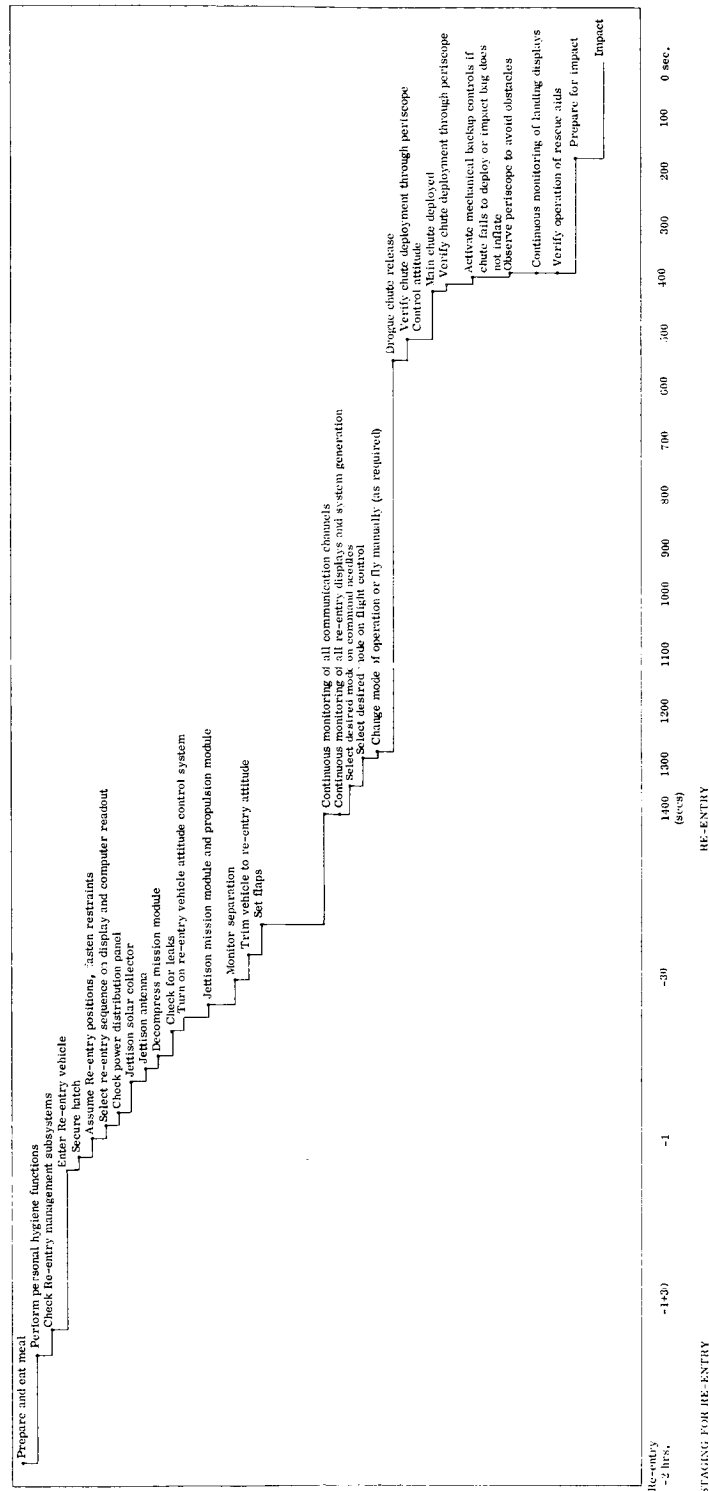 Prepare and eat meal
Perform personal hygiene functions
Check Re-entry management subsystems
Enter Re-entry vehicle
Secure hatch
Assume Re-entry positions, fasten restraints
Select re-entry sequence on display and computer readout
Check power distribution panel
Jettison solar collector
Jettison antenna
Decompress mission module
Check for leaks
Turn on re-entry vehicle attitude control system
Jettison mission module and propulsion module
Monitor separation
Trim vehicle to re-entry attitude
Set flaps
Continuous monitoring of all communication channels
Continuous monitoring of all re-entry displays and system generation
Select desired mode on command needles
Select desired mode on flight control
Change mode of operation or fly manually (as required)
Drogue chute release
Verify chute deployment through periscope
Control attitude
Main chute deployed
Verify chute deployment through periscope
Activate mechanical backup controls if
chute fails to deploy or impact bag does
not inflate
Observe periscope to avoid obstacles
Continuous monitoring of landing displays
Verify operation of rescue aids
Prepare for impact
Impact
Re-entry
-2 hrs. -1+30 -1 -30 1400 1300 1200 1100 1000 900 800 700 600 500 400 300 200 100 0 sec.
(secs)
STAGING FOR RE-ENTRY RE-ENTRY